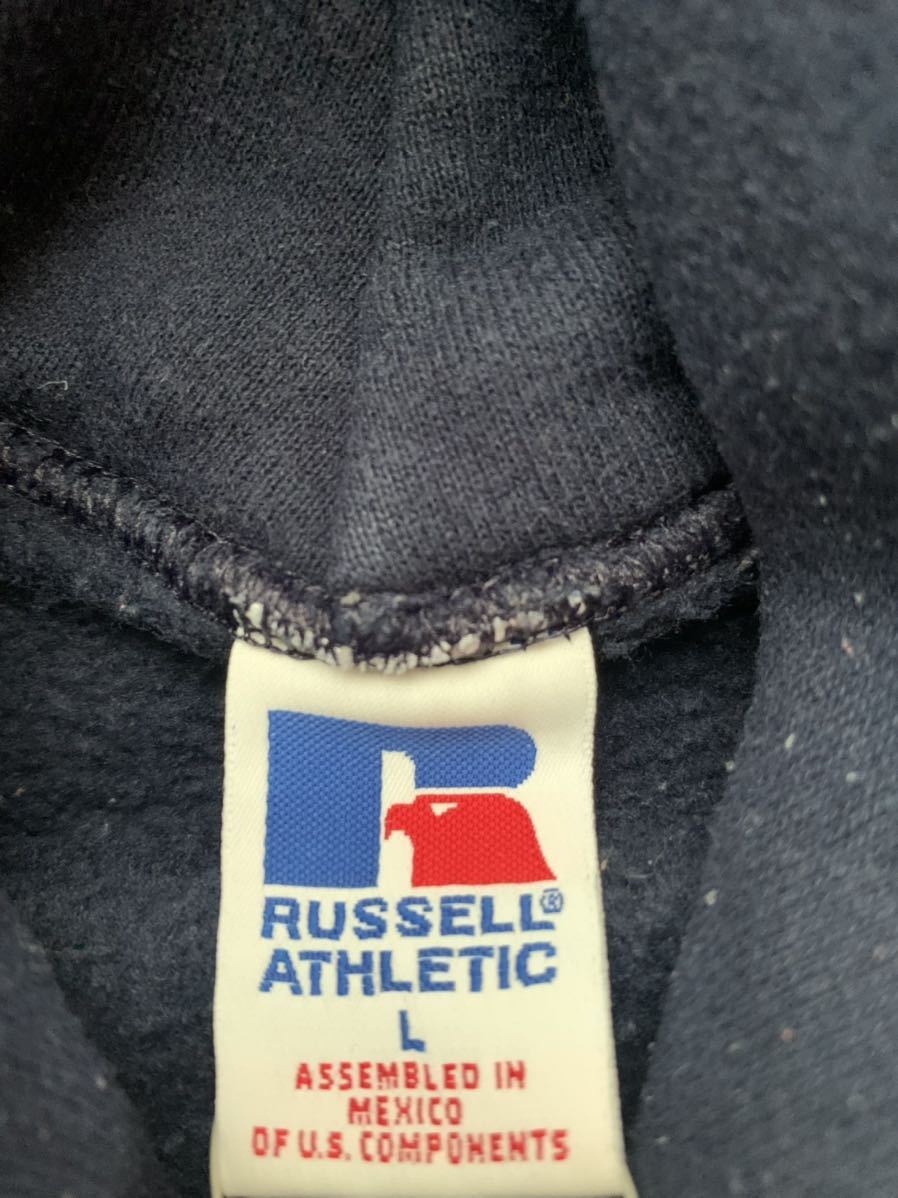 RUSSELL®
ATHLETIC
L
ASSEMBLED IN
MEXICO
OF U.S. COMPONENTS